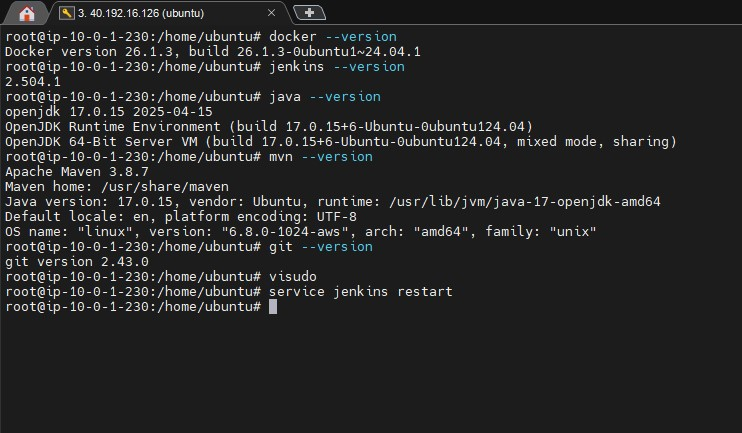 3. 40.192.16.126 (ubuntu)
root@ip-10-0-1-230:/home/ubuntu# docker --version
Docker version 26.1.3, build 26.1.3-0ubuntu1~24.04.1
root@ip-10-0-1-230:/home/ubuntu# jenkins --version
2.504.1
root@ip-10-0-1-230:/home/ubuntu# java --version
openjdk 17.0.15 2025-04-15
OpenJDK Runtime Environment (build 17.0.15+6-Ubuntu-0ubuntu124.04)
OpenJDK 64-Bit Server VM (build 17.0.15+6-Ubuntu-0ubuntu124.04, mixed mode, sharing)
root@ip-10-0-1-230:/home/ubuntu# mvn --version
Apache Maven 3.8.7
Maven home: /usr/share/maven
Java version: 17.0.15, vendor: Ubuntu, runtime: /usr/lib/jvm/java-17-openjdk-amd64
Default locale: en, platform encoding: UTF-8
OS name: "linux", version: "6.8.0-1024-aws", arch: "amd64", family: "unix"
root@ip-10-0-1-230:/home/ubuntu# git --version
git version 2.43.0
root@ip-10-0-1-230:/home/ubuntu# visudo
root@ip-10-0-1-230:/home/ubuntu# service jenkins restart
root@ip-10-0-1-230:/home/ubuntu#